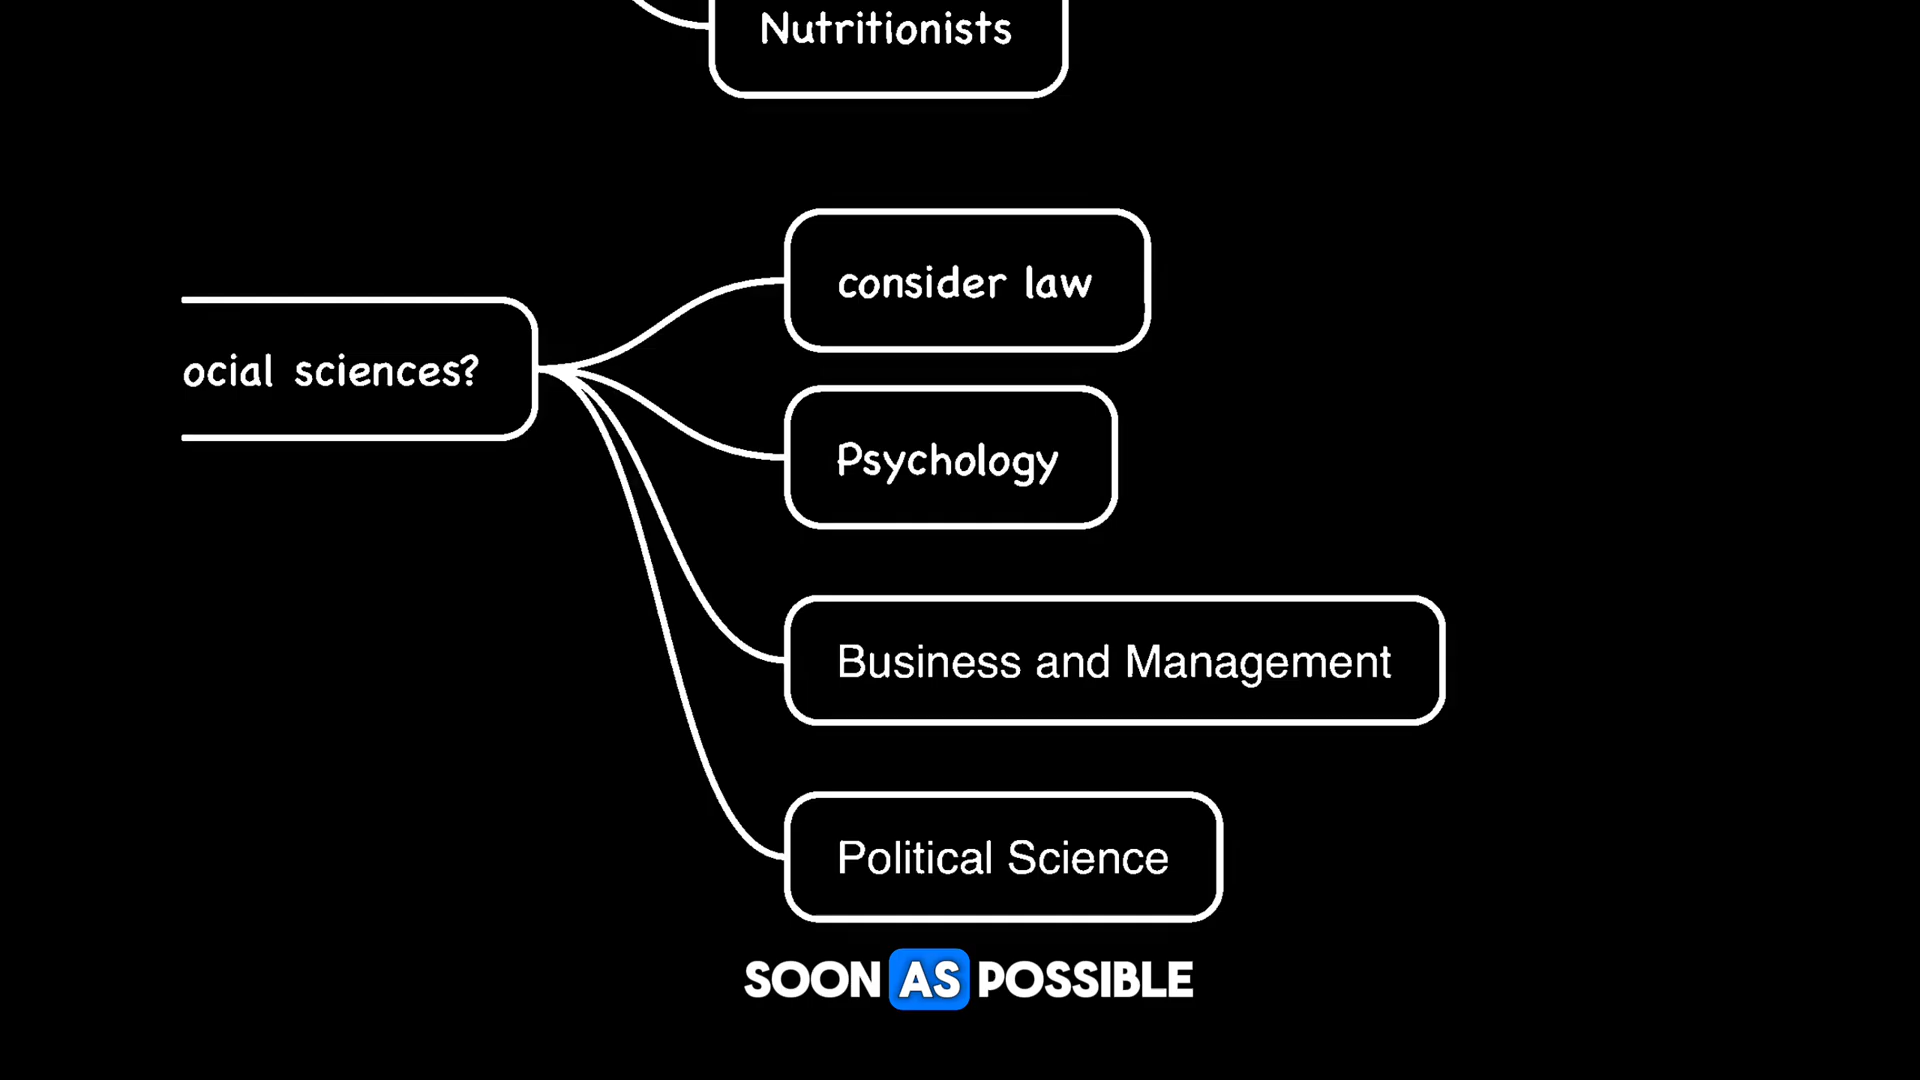 Nutritionists
consider law
ocial sciences?
Psychology
Business and Management
Political Science
SOON AS POSSIBLE